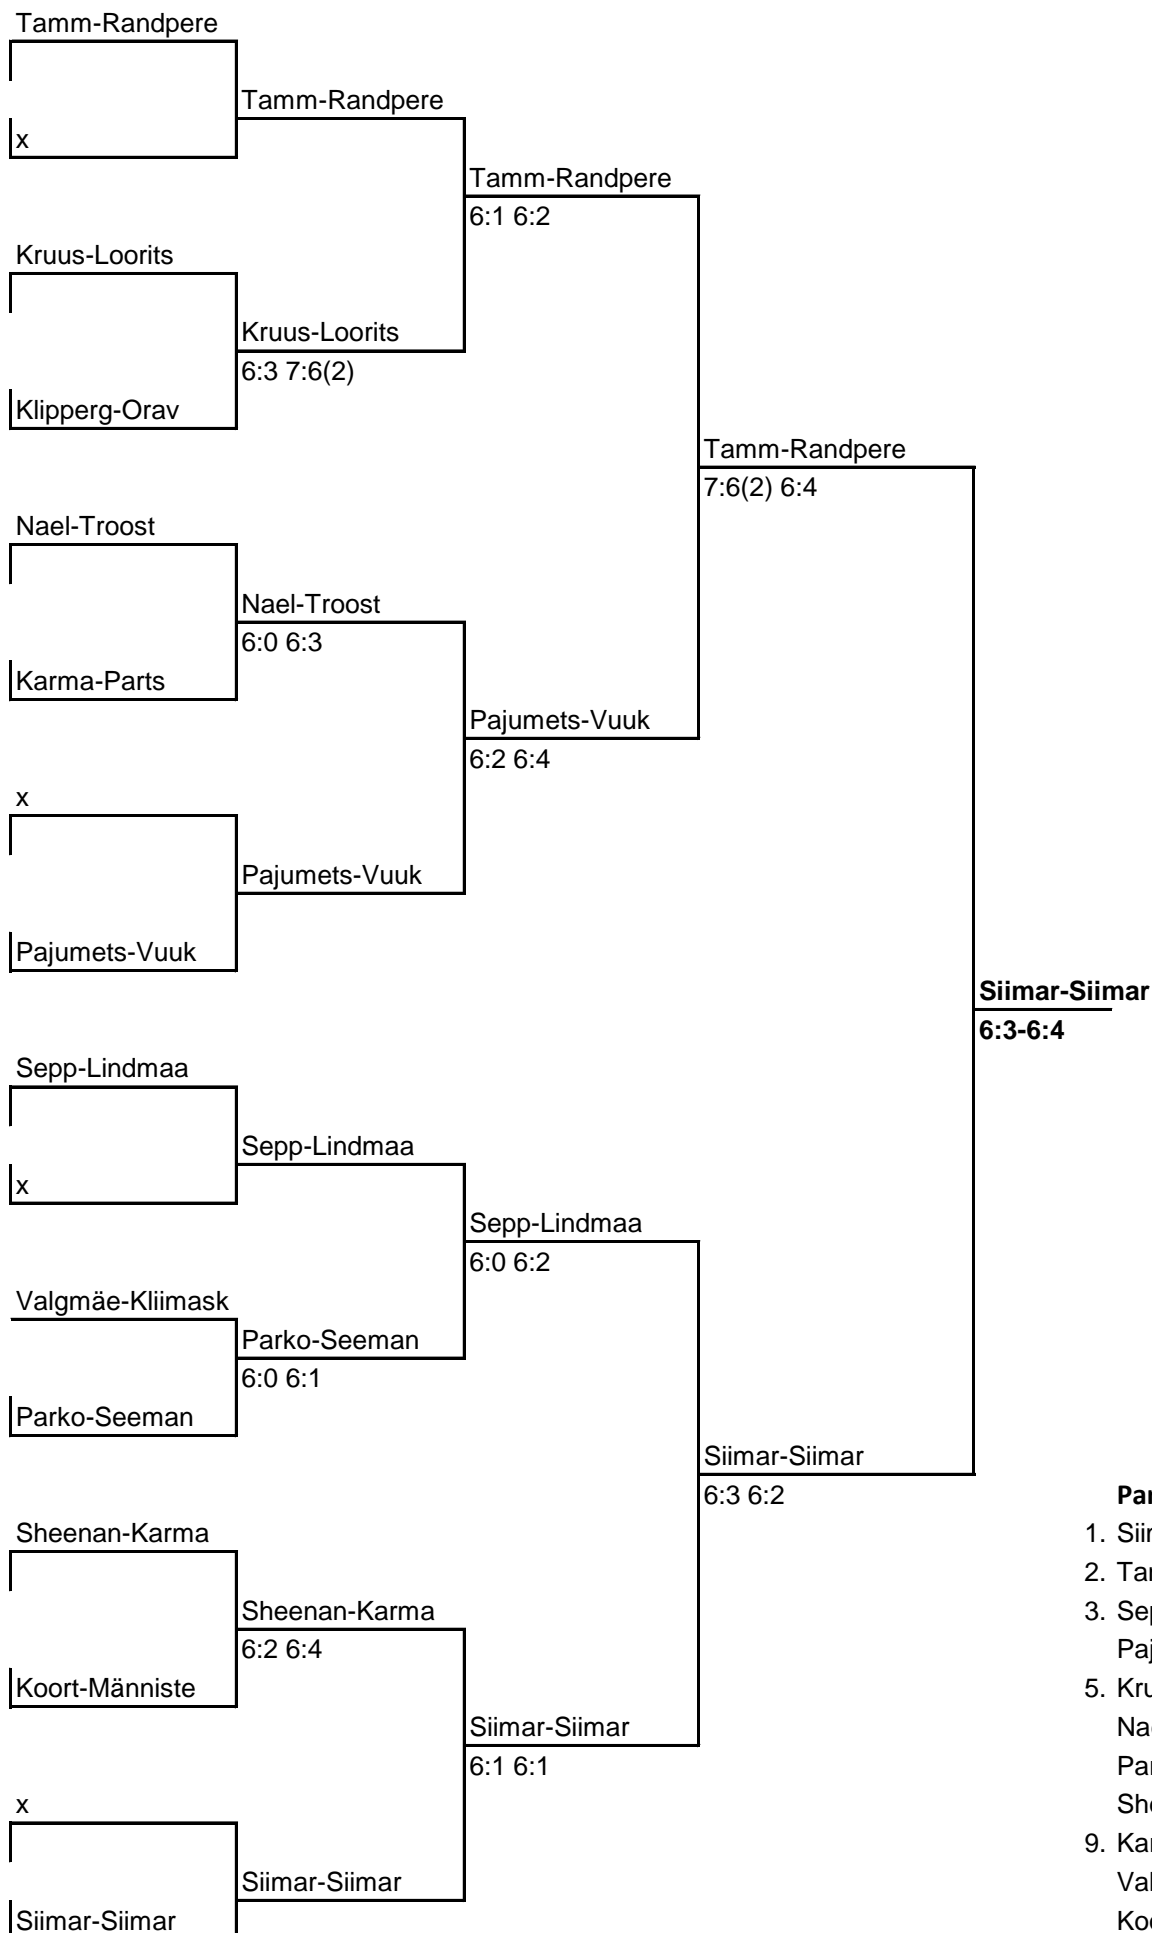 Tamm-Randpere
Tamm-Randpere
x
Tamm-Randpere
6:1 6:2
Kruus-Loorits
Kruus-Loorits
6:3 7:6(2)
Klipperg-Orav
Tamm-Randpere
7:6(2) 6:4
Nael-Troost
Nael-Troost
6:0 6:3
Karma-Parts
Pajumets-Vuuk
6:2 6:4
x
Pajumets-Vuuk
Pajumets-Vuuk
Siimar-Siimar
6:3-6:4
Sepp-Lindmaa
Sepp-Lindmaa
x
Sepp-Lindmaa
6:0 6:2
Valgmäe-Kliimask
Parko-Seeman
6:0 6:1
Parko-Seeman
Siimar-Siimar
6:3 6:2
Sheenan-Karma
Sheenan-Karma
6:2 6:4
Koort-Männiste
Siimar-Siimar
6:1 6:1
x
Siimar-Siimar
Siimar-Siimar
1.
2.
3.
5.
9.